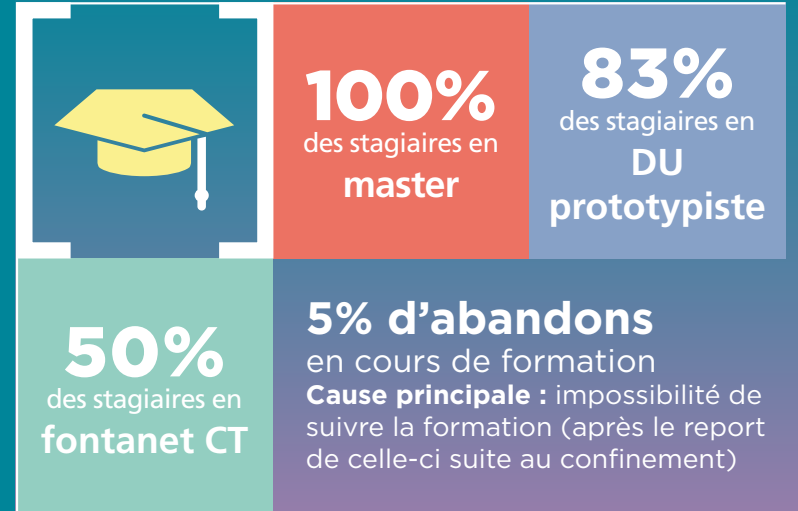 100%
des stagiaires en
master
83%
des stagiaires en
DU
prototypiste
50%
des stagiaires en
fontanet CT
5% d’abandons
en cours de formation
Cause principale : impossibilité de
suivre la formation (après le report
de celle-ci suite au confinement)